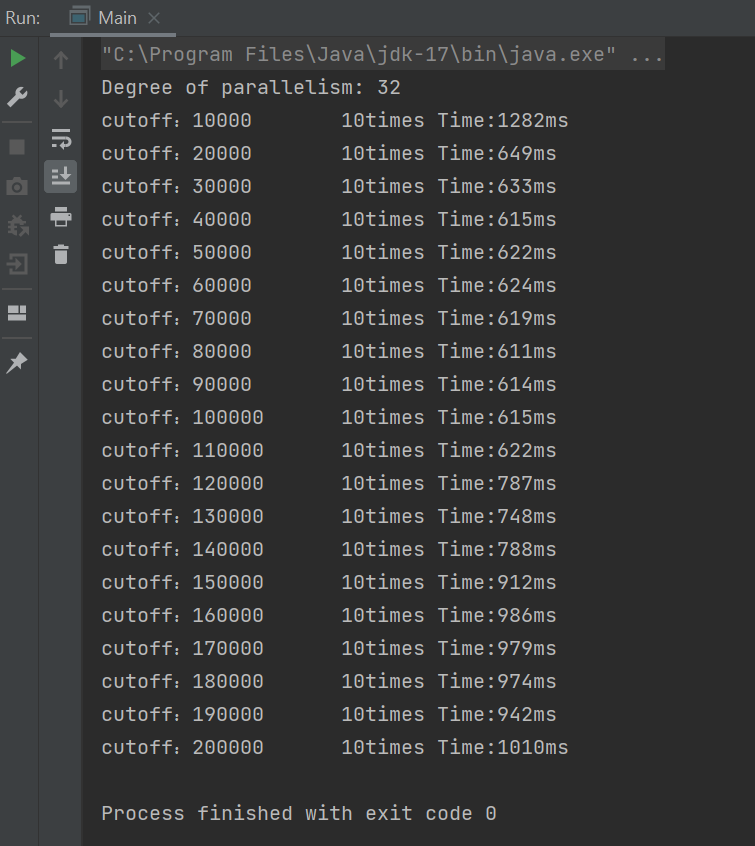 Run: Main
"C:\Program Files\Java\jdk-17\bin\java.exe" ...
Degree of parallelism: 32
cutoff：10000 10times Time:1282ms
cutoff：20000 10times Time:649ms
cutoff：30000 10times Time:633ms
cutoff：40000 10times Time:615ms
cutoff：50000 10times Time:622ms
cutoff：60000 10times Time:624ms
cutoff：70000 10times Time:619ms
cutoff：80000 10times Time:611ms
cutoff：90000 10times Time:614ms
cutoff：100000 10times Time:615ms
cutoff：110000 10times Time:622ms
cutoff：120000 10times Time:787ms
cutoff：130000 10times Time:748ms
cutoff：140000 10times Time:788ms
cutoff：150000 10times Time:912ms
cutoff：160000 10times Time:986ms
cutoff：170000 10times Time:979ms
cutoff：180000 10times Time:974ms
cutoff：190000 10times Time:942ms
cutoff：200000 10times Time:1010ms
Process finished with exit code 0